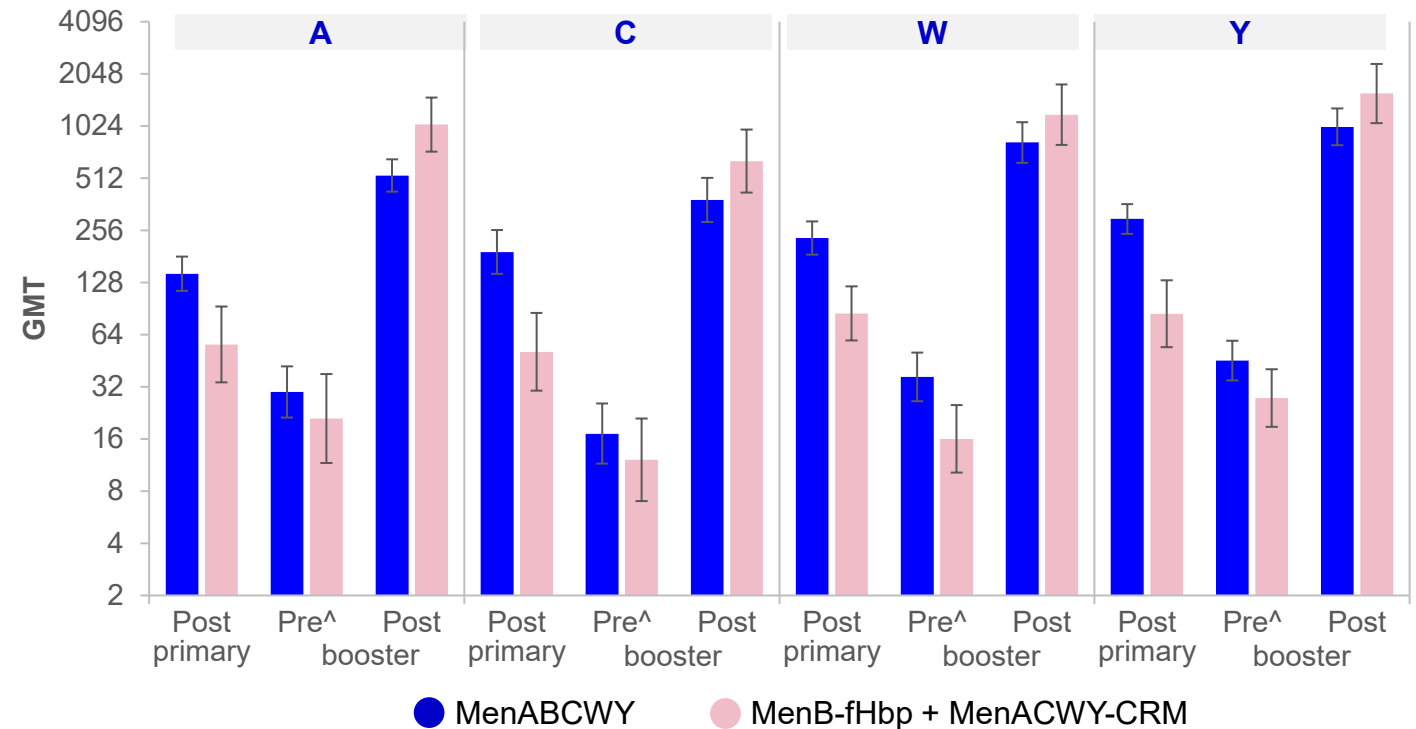 A C W Y
4096
2048
1024
512
256
128
64
32
16
8
4
2
GMT
Post Pre^ Post Post Pre^ Post Post Pre^ Post Post Pre^ Post
primary booster primary booster primary booster primary booster
MenABCWY MenB-fHbp + MenACWY-CRM